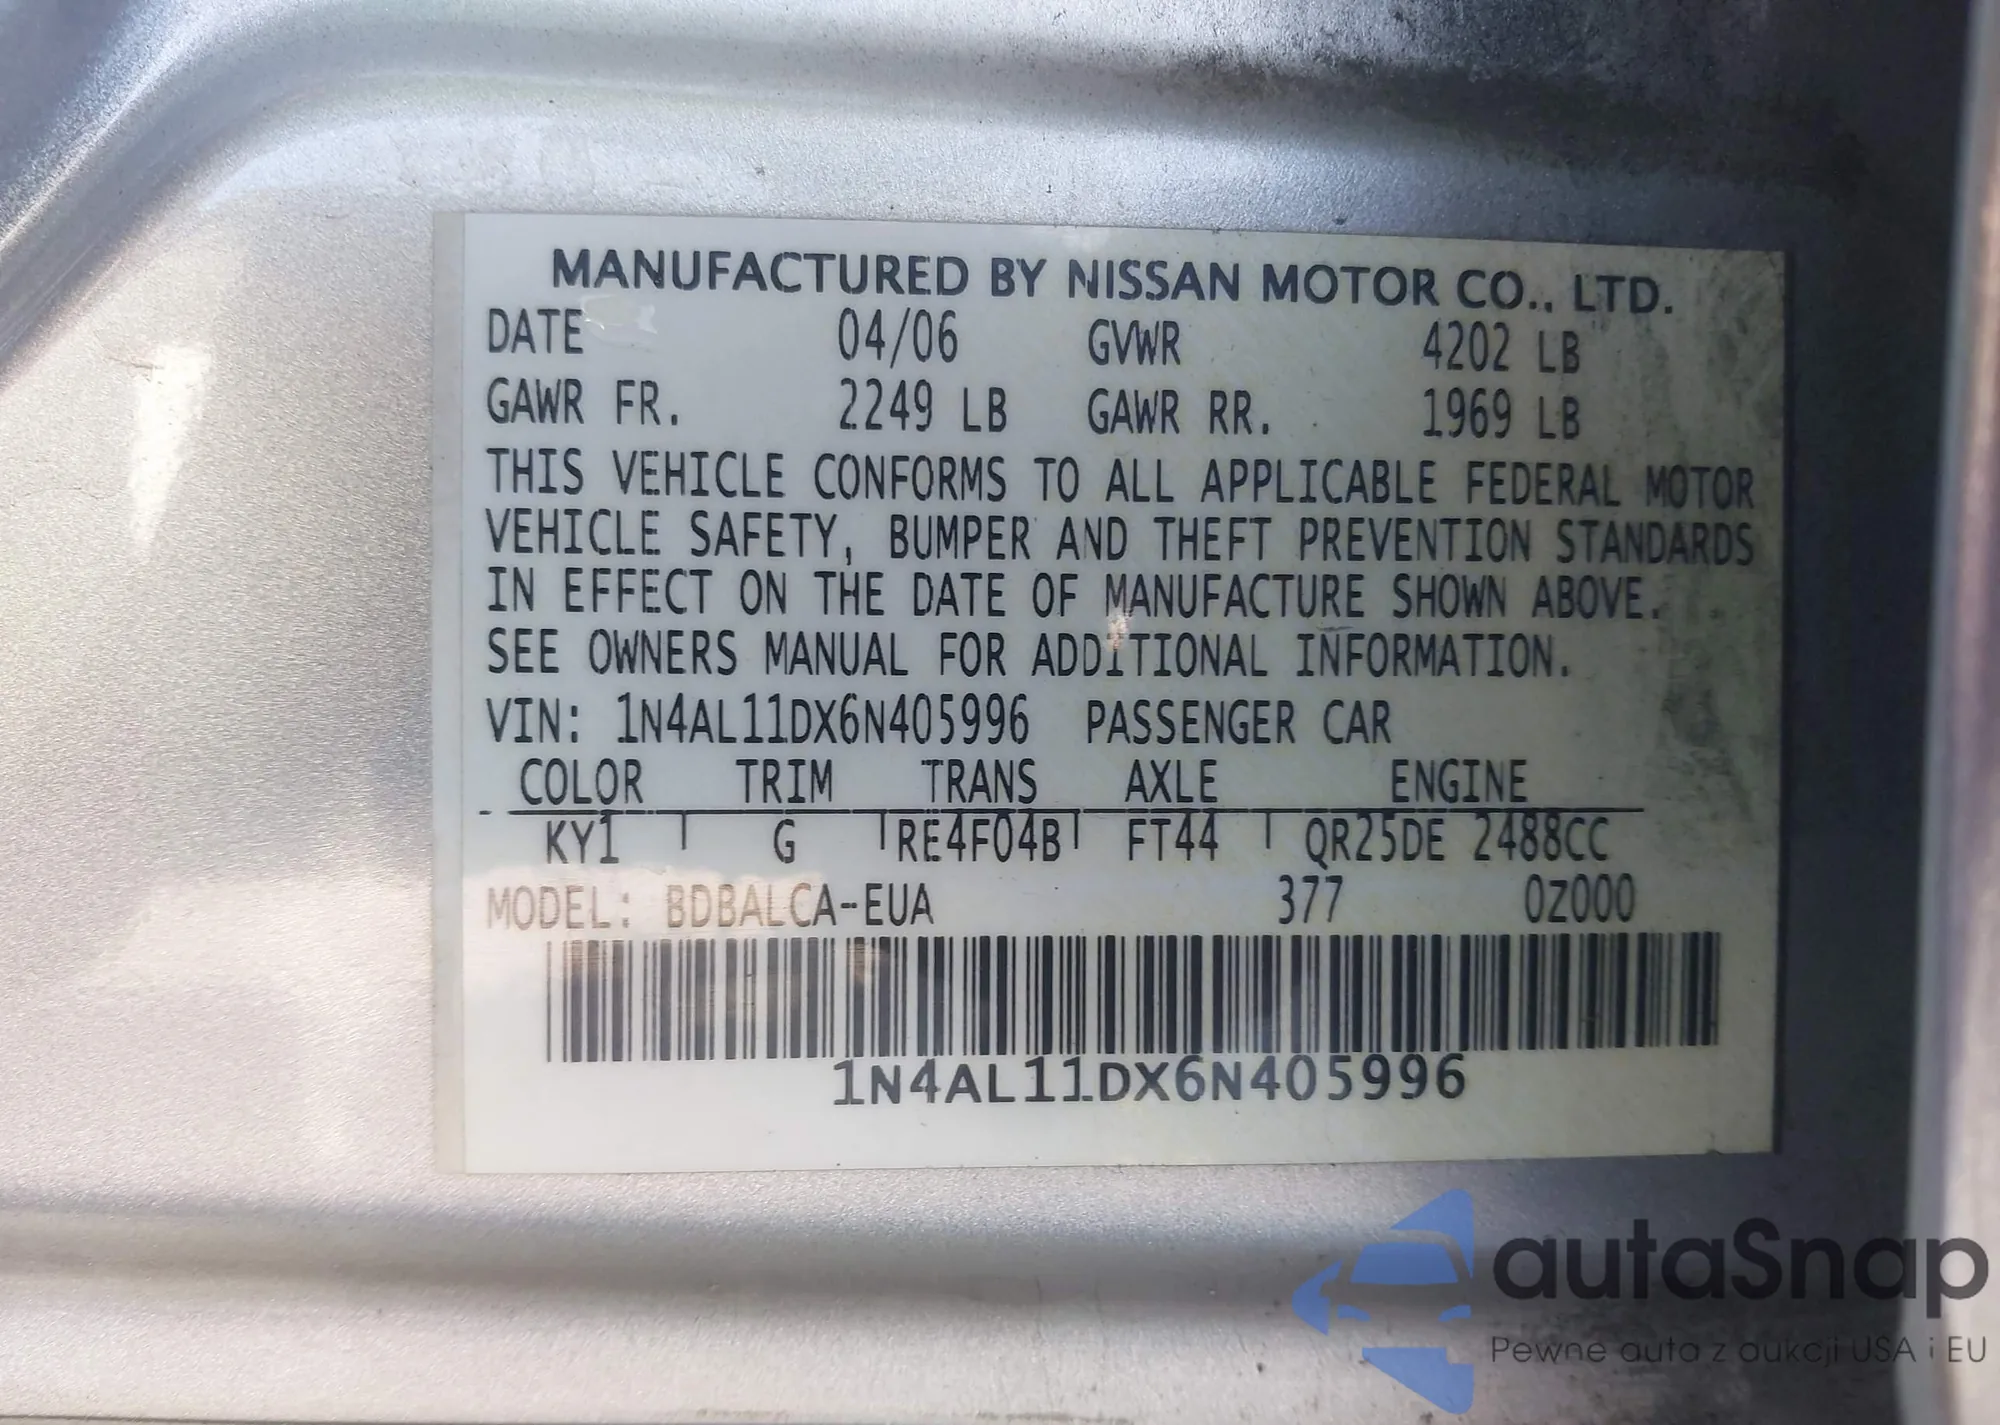 MANUFACTURED BY NISSAN MOTOR CO., LTD.
DATE 04/06 GVWR 4202 LB
GAWR FR. 2249 LB GAWR RR. 1969 LB
THIS VEHICLE CONFORMS TO ALL APPLICABLE FEDERAL MOTOR
VEHICLE SAFETY, BUMPER AND THEFT PREVENTION STANDARDS
IN EFFECT ON THE DATE OF MANUFACTURE SHOWN ABOVE.
SEE OWNERS MANUAL FOR ADDITIONAL INFORMATION.
VIN: 1N4AL11DX6N405996 PASSENGER CAR
COLOR TRIM TRANS AXLE ENGINE
KY1 G RE4F04B FT44 QR25DE 2488CC
MODEL: BDBALCA-EUA 377 0Z000
1N4AL11DX6N405996
autaSnap
Pewne auta z aukcji USA i EU